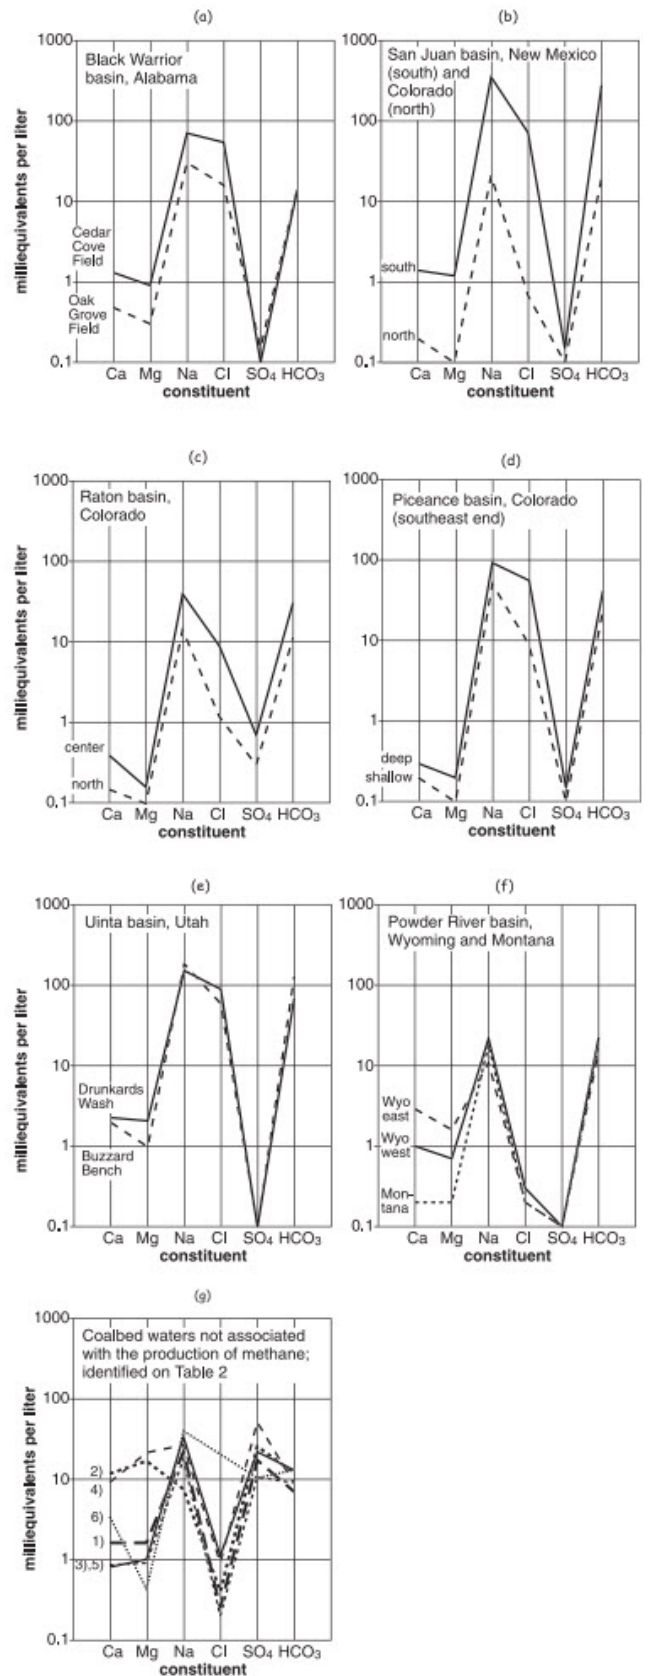 (a)
Black Warrior
basin, Alabama
milliequivalents per liter
1000
100
10
1
0.1
Cedar
Cove
Field
Oak
Grove
Field
Ca Mg Na Cl SO4 HCO3
constituent
(b)
San Juan basin, New Mexico
(south) and
Colorado
(north)
1000
100
10
1
0.1
south
north
Ca Mg Na Cl SO4 HCO3
constituent
(c)
Raton basin,
Colorado
milliequivalents per liter
1000
100
10
1
0.1
center
north
Ca Mg Na Cl SO4 HCO3
constituent
(d)
Piceance basin, Colorado
(southeast end)
1000
100
10
1
0.1
deep
shallow
Ca Mg Na Cl SO4 HCO3
constituent
(e)
Uinta basin, Utah
milliequivalents per liter
1000
100
10
1
0.1
Drunkards
Wash
Buzzard
Bench
Ca Mg Na Cl SO4 HCO3
constituent
(f)
Powder River basin,
Wyoming and Montana
1000
100
10
1
0.1
Wyo
east
Wyo
west
Mon-
tana
Ca Mg Na Cl SO4 HCO3
constituent
(g)
Coalbed waters not associated
with the production of methane;
identified on Table 2
milliequivalents per liter
1000
100
10
1
0.1
2)
4)
6)
1)
3),5)
Ca Mg Na Cl SO4 HCO3
constituent